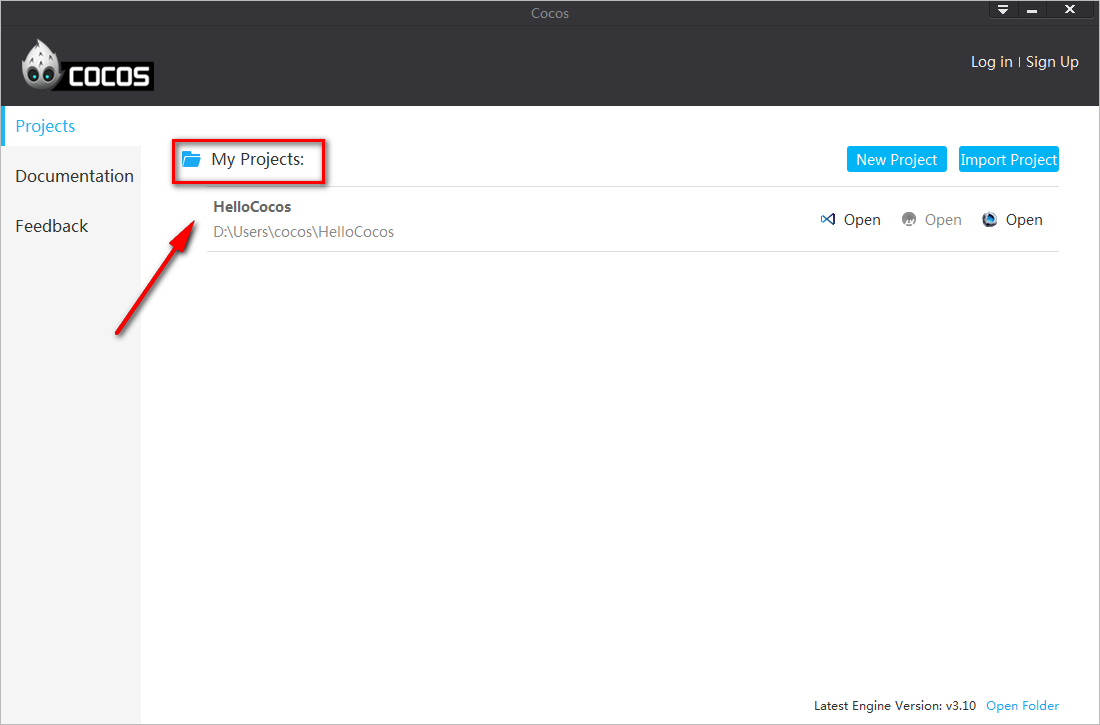 Cocos
COCOS
Log in | Sign Up
Projects
Documentation
Feedback
My Projects:
New Project
Import Project
HelloCocos
D:\Users\cocos\HelloCocos
Open
Open
Open
Latest Engine Version: v3.10 Open Folder